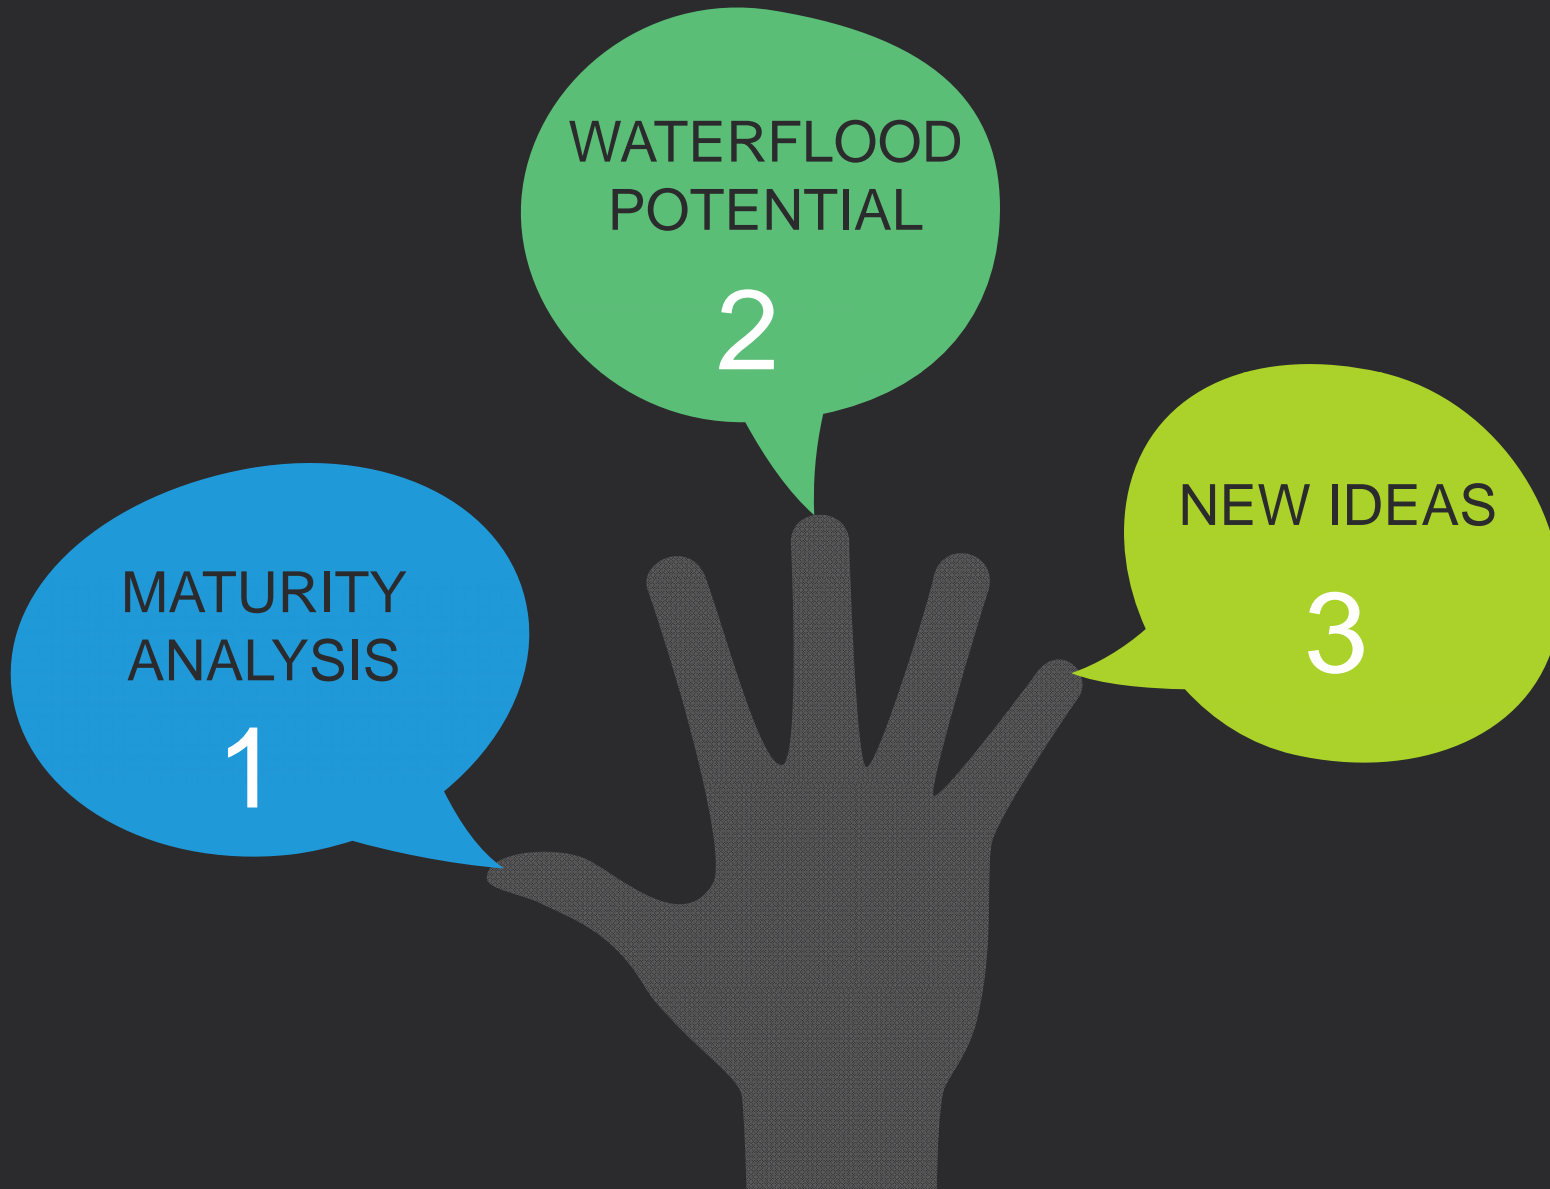 MATURITY
ANALYSIS
1
WATERFLOOD
POTENTIAL
2
NEW IDEAS
3